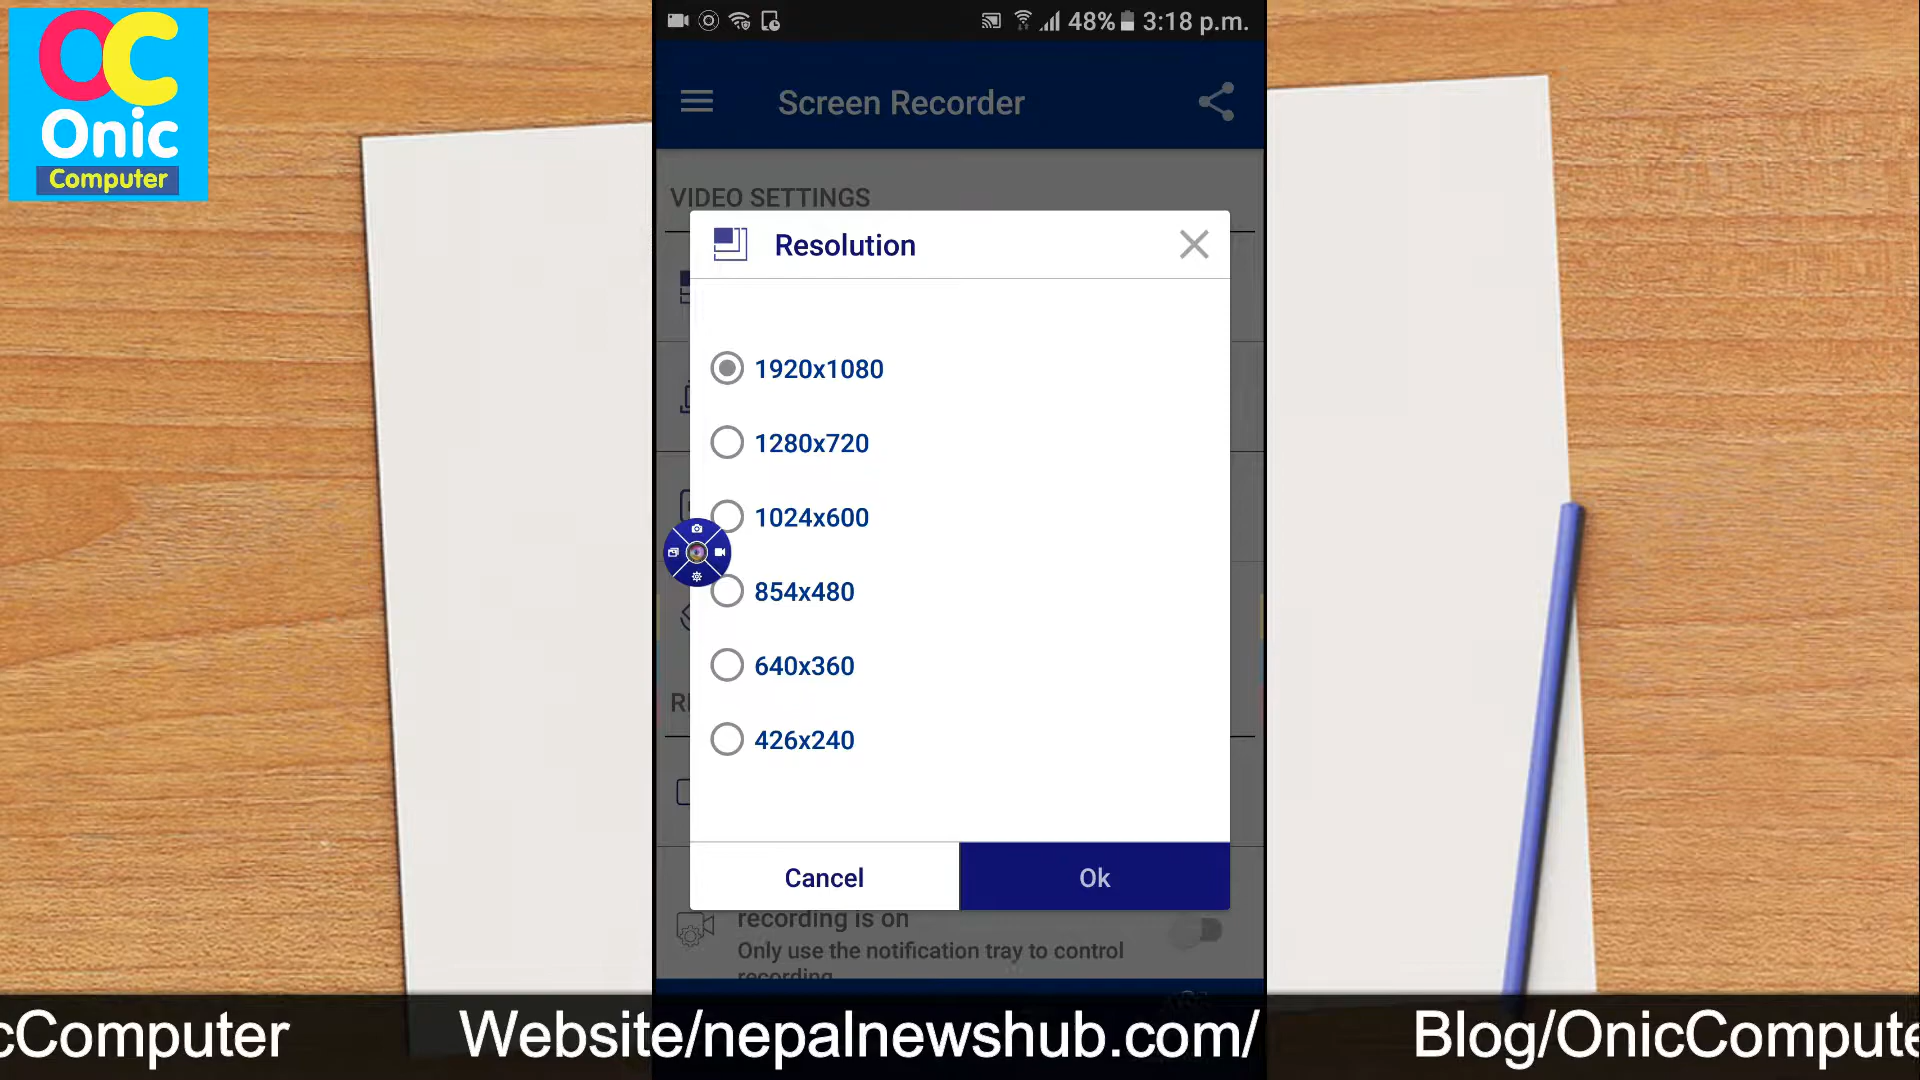 OC
Onic
Computer
48% 3:18 p.m.
Screen Recorder
VIDEO SETTINGS
Resolution
1920x1080
1280x720
1024x600
854x480
640x360
426x240
Cancel
Ok
recording is on
Only use the notification tray to control
recording
cComputer Website/nepalnewshub.com/ Blog/OnicCompute